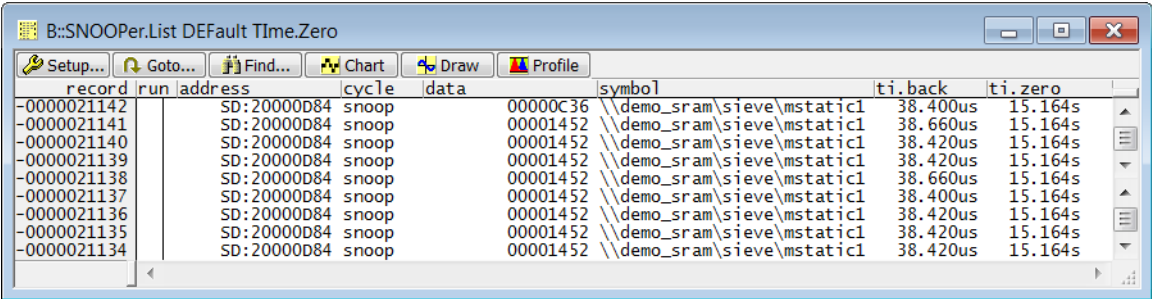 B::SNOOPer.List DEFault TIme.Zero
Setup... Goto... Find... Chart Draw Profile
record run address cycle data symbol ti.back ti.zero
-0000021142 SD:20000D84 snoop 00000C36 \\demo_sram\sieve\mstatic1 38.400us 15.164s
-0000021141 SD:20000D84 snoop 00001452 \\demo_sram\sieve\mstatic1 38.660us 15.164s
-0000021140 SD:20000D84 snoop 00001452 \\demo_sram\sieve\mstatic1 38.420us 15.164s
-0000021139 SD:20000D84 snoop 00001452 \\demo_sram\sieve\mstatic1 38.420us 15.164s
-0000021138 SD:20000D84 snoop 00001452 \\demo_sram\sieve\mstatic1 38.660us 15.164s
-0000021137 SD:20000D84 snoop 00001452 \\demo_sram\sieve\mstatic1 38.400us 15.164s
-0000021136 SD:20000D84 snoop 00001452 \\demo_sram\sieve\mstatic1 38.420us 15.164s
-0000021135 SD:20000D84 snoop 00001452 \\demo_sram\sieve\mstatic1 38.420us 15.164s
-0000021134 SD:20000D84 snoop 00001452 \\demo_sram\sieve\mstatic1 38.420us 15.164s